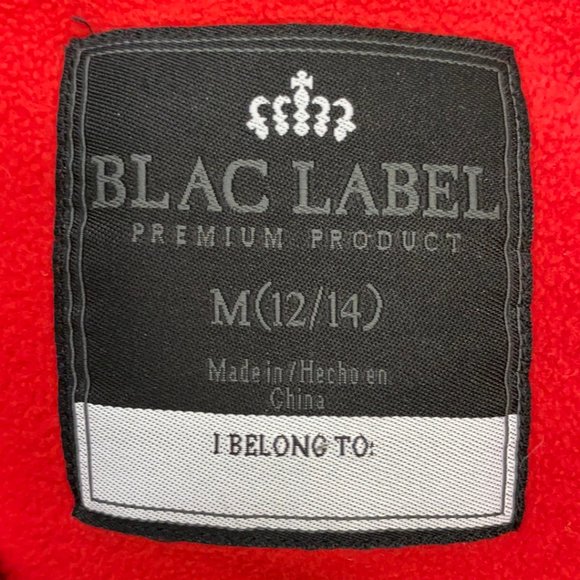 BLAC LABEL
PREMIUM PRODUCT
M(12/14)
Made in/Hecho en
China
I BELONG TO: